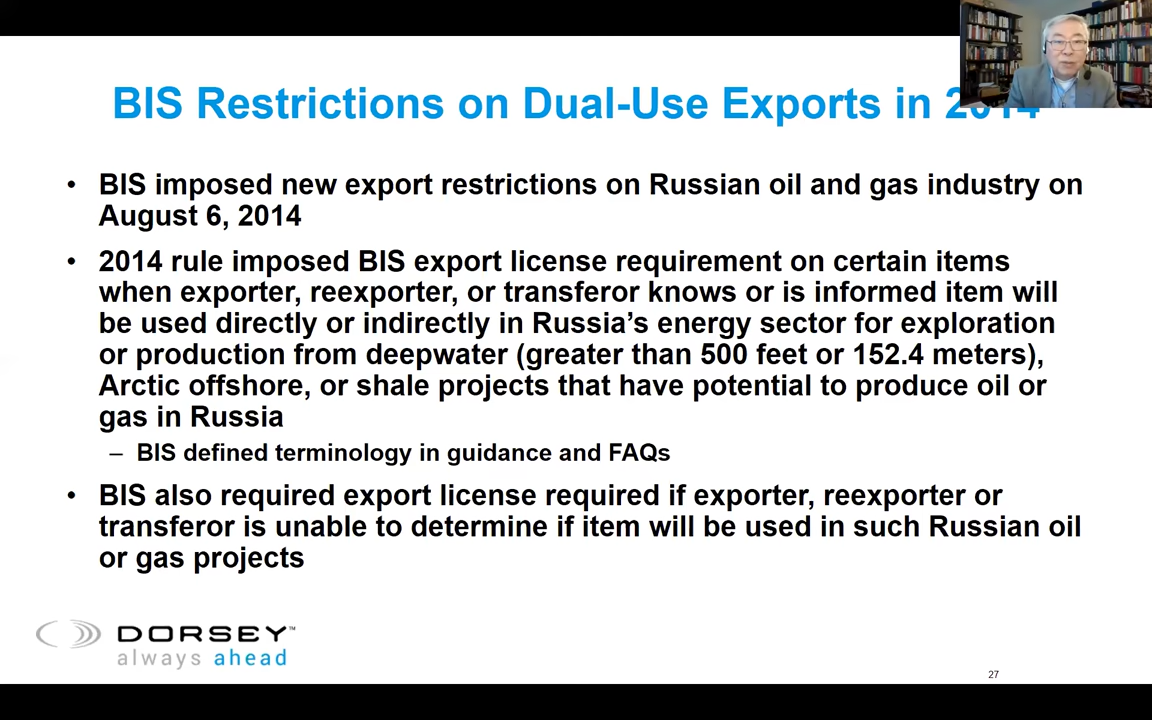 BIS Restrictions on Dual-Use Exports in 2014
• BIS imposed new export restrictions on Russian oil and gas industry on
August 6, 2014
• 2014 rule imposed BIS export license requirement on certain items
when exporter, reexporter, or transferor knows or is informed item will
be used directly or indirectly in Russia’s energy sector for exploration
or production from deepwater (greater than 500 feet or 152.4 meters),
Arctic offshore, or shale projects that have potential to produce oil or
gas in Russia
– BIS defined terminology in guidance and FAQs
• BIS also required export license required if exporter, reexporter or
transferor is unable to determine if item will be used in such Russian oil
or gas projects
DORSEY™
always ahead
27